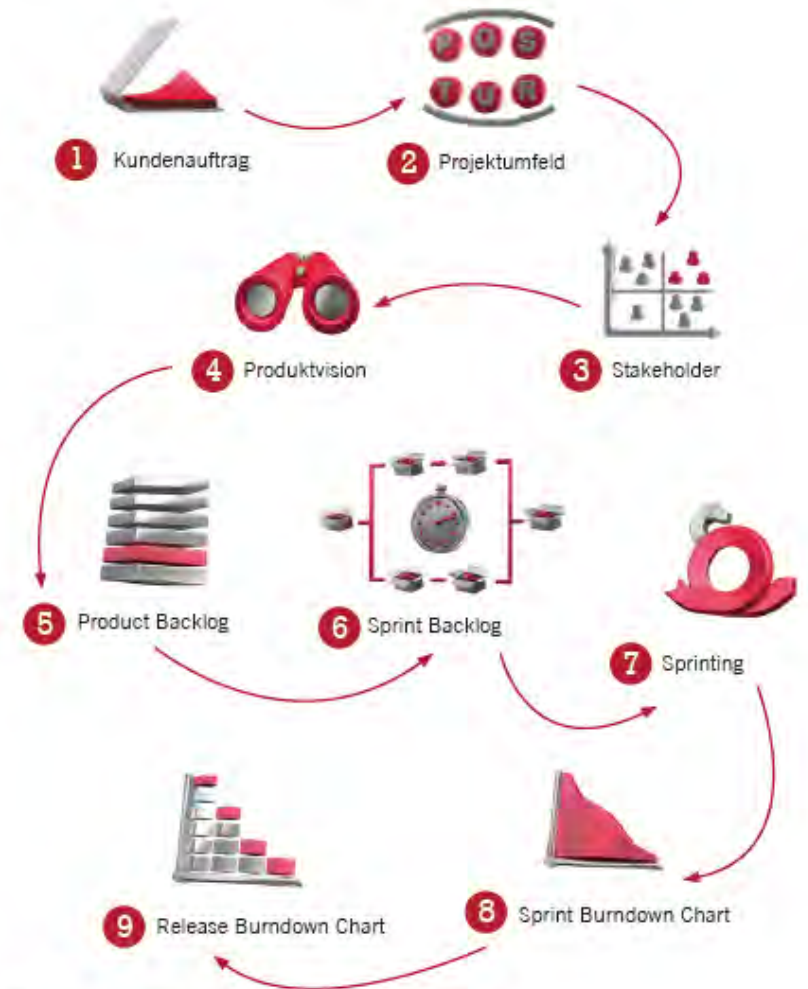 P O S
T U R
1 Kundenauftrag
2 Projektumfeld
4 Produktvision
3 Stakeholder
5 Product Backlog
6 Sprint Backlog
7 Sprinting
9 Release Burndown Chart
8 Sprint Burndown Chart